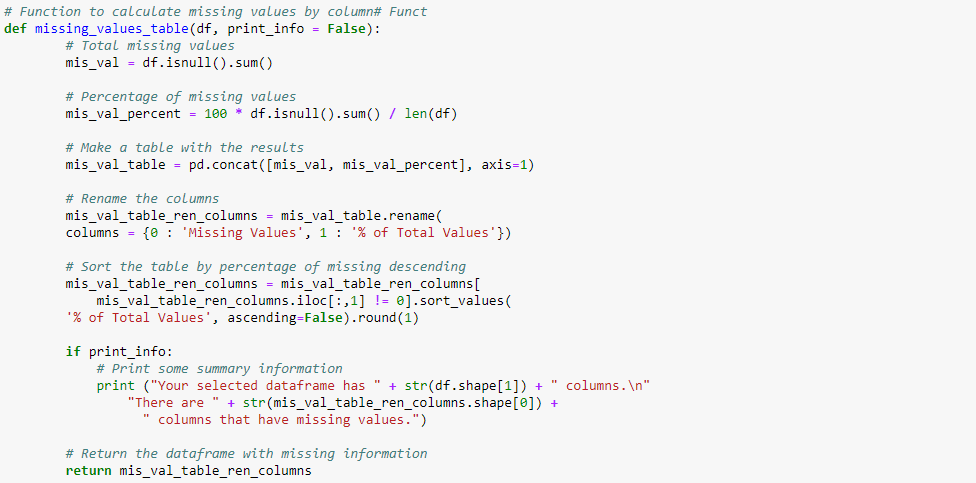 # Function to calculate missing values by column# Funct
def missing_values_table(df, print_info = False):
        # Total missing values
        mis_val = df.isnull().sum()

        # Percentage of missing values
        mis_val_percent = 100 * df.isnull().sum() / len(df)

        # Make a table with the results
        mis_val_table = pd.concat([mis_val, mis_val_percent], axis=1)

        # Rename the columns
        mis_val_table_ren_columns = mis_val_table.rename(
        columns = {0 : 'Missing Values', 1 : '% of Total Values'})

        # Sort the table by percentage of missing descending
        mis_val_table_ren_columns = mis_val_table_ren_columns[
            mis_val_table_ren_columns.iloc[:,1] != 0].sort_values(
        '% of Total Values', ascending=False).round(1)

        if print_info:
            # Print some summary information
            print ("Your selected dataframe has " + str(df.shape[1]) + " columns.\n"
                "There are " + str(mis_val_table_ren_columns.shape[0]) +
                  " columns that have missing values.")

        # Return the dataframe with missing information
        return mis_val_table_ren_columns